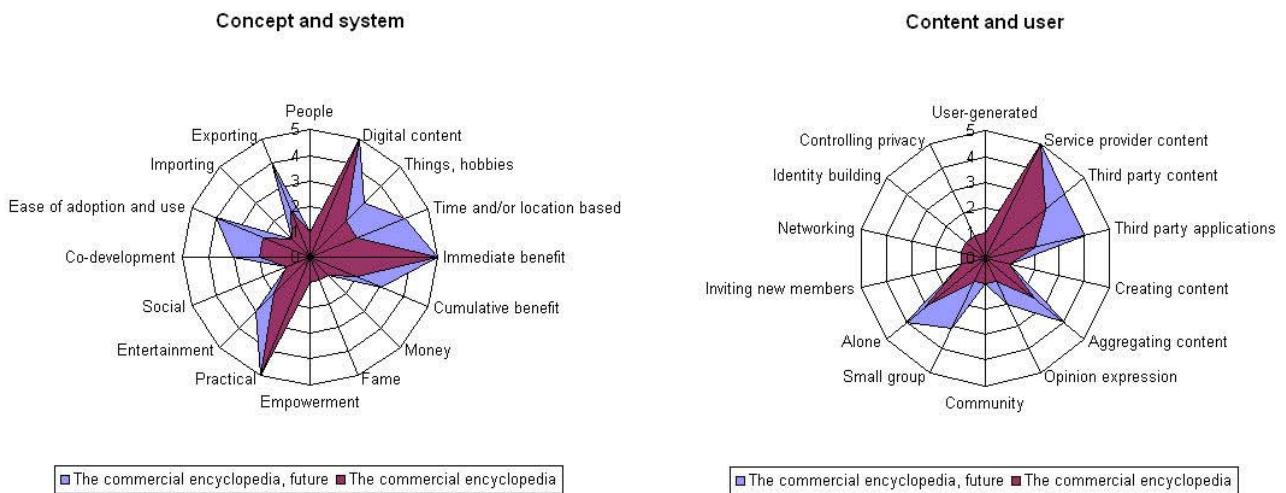 Concept and system
People
Digital content
Things, hobbies
Time and/or location based
Immediate benefit
Cumulative benefit
Money
Fame
Empowerment
Practical
Entertainment
Social
Co-development
Ease of adoption and use
Importing
Exporting
5
4
3
2
1
0
The commercial encyclopedia, future
The commercial encyclopedia
Content and user
User-generated
Service provider content
Third party content
Third party applications
Creating content
Aggregating content
Opinion expression
Community
Small group
Alone
Inviting new members
Networking
Identity building
Controlling privacy
5
4
3
2
1
0
The commercial encyclopedia, future
The commercial encyclopedia